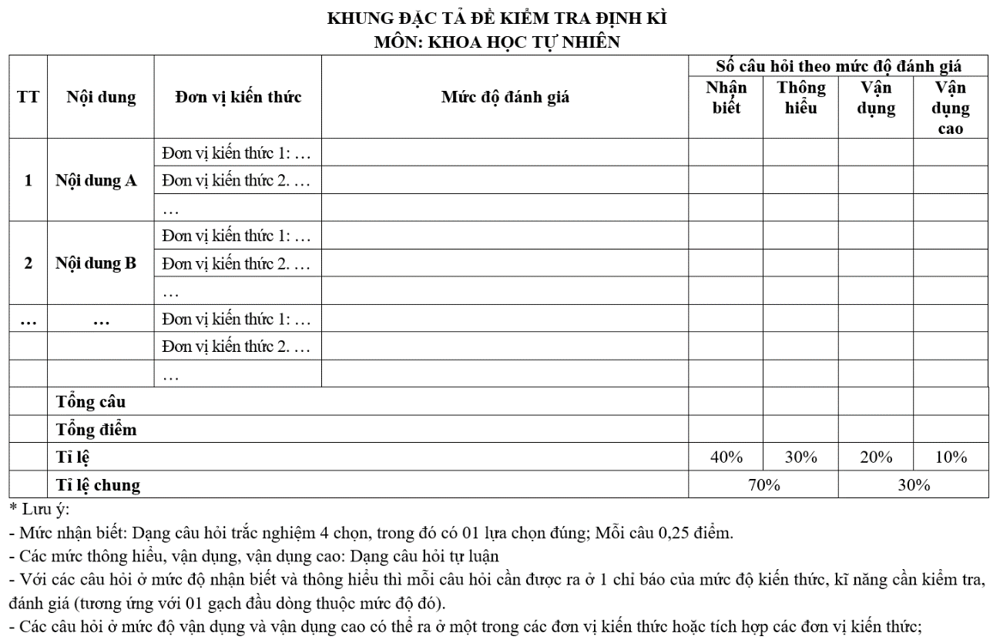 KHUNG ĐẶC TẢ ĐỀ KIỂM TRA ĐỊNH KÌ
MÔN: KHOA HỌC TỰ NHIÊN
TT
Nội dung
Đơn vị kiến thức
Mức độ đánh giá
Số câu hỏi theo mức độ đánh giá
Nhận biết
Thông hiểu
Vận dụng
Vận dụng cao
1
Nội dung A
Đơn vị kiến thức 1: …
Đơn vị kiến thức 2. …
…
2
Nội dung B
Đơn vị kiến thức 1: …
Đơn vị kiến thức 2. …
…
… … Đơn vị kiến thức 1: …
Đơn vị kiến thức 2. …
…
Tổng câu
Tổng điểm
Tỉ lệ 40% 30% 20% 10%
Tỉ lệ chung 70% 30%
* Lưu ý:
- Mức nhận biết: Dạng câu hỏi trắc nghiệm 4 chọn, trong đó có 01 lựa chọn đúng; Mỗi câu 0,25 điểm.
- Các mức thông hiểu, vận dụng, vận dụng cao: Dạng câu hỏi tự luận
- Với các câu hỏi ở mức độ nhận biết và thông hiểu thì mỗi câu hỏi cần được ra ở 1 chỉ báo của mức độ kiến thức, kĩ năng cần kiểm tra,
đánh giá (tương ứng với 01 gạch đầu dòng thuộc mức độ đó).
- Các câu hỏi ở mức độ vận dụng và vận dụng cao có thể ra ở một trong các đơn vị kiến thức hoặc tích hợp các đơn vị kiến thức;